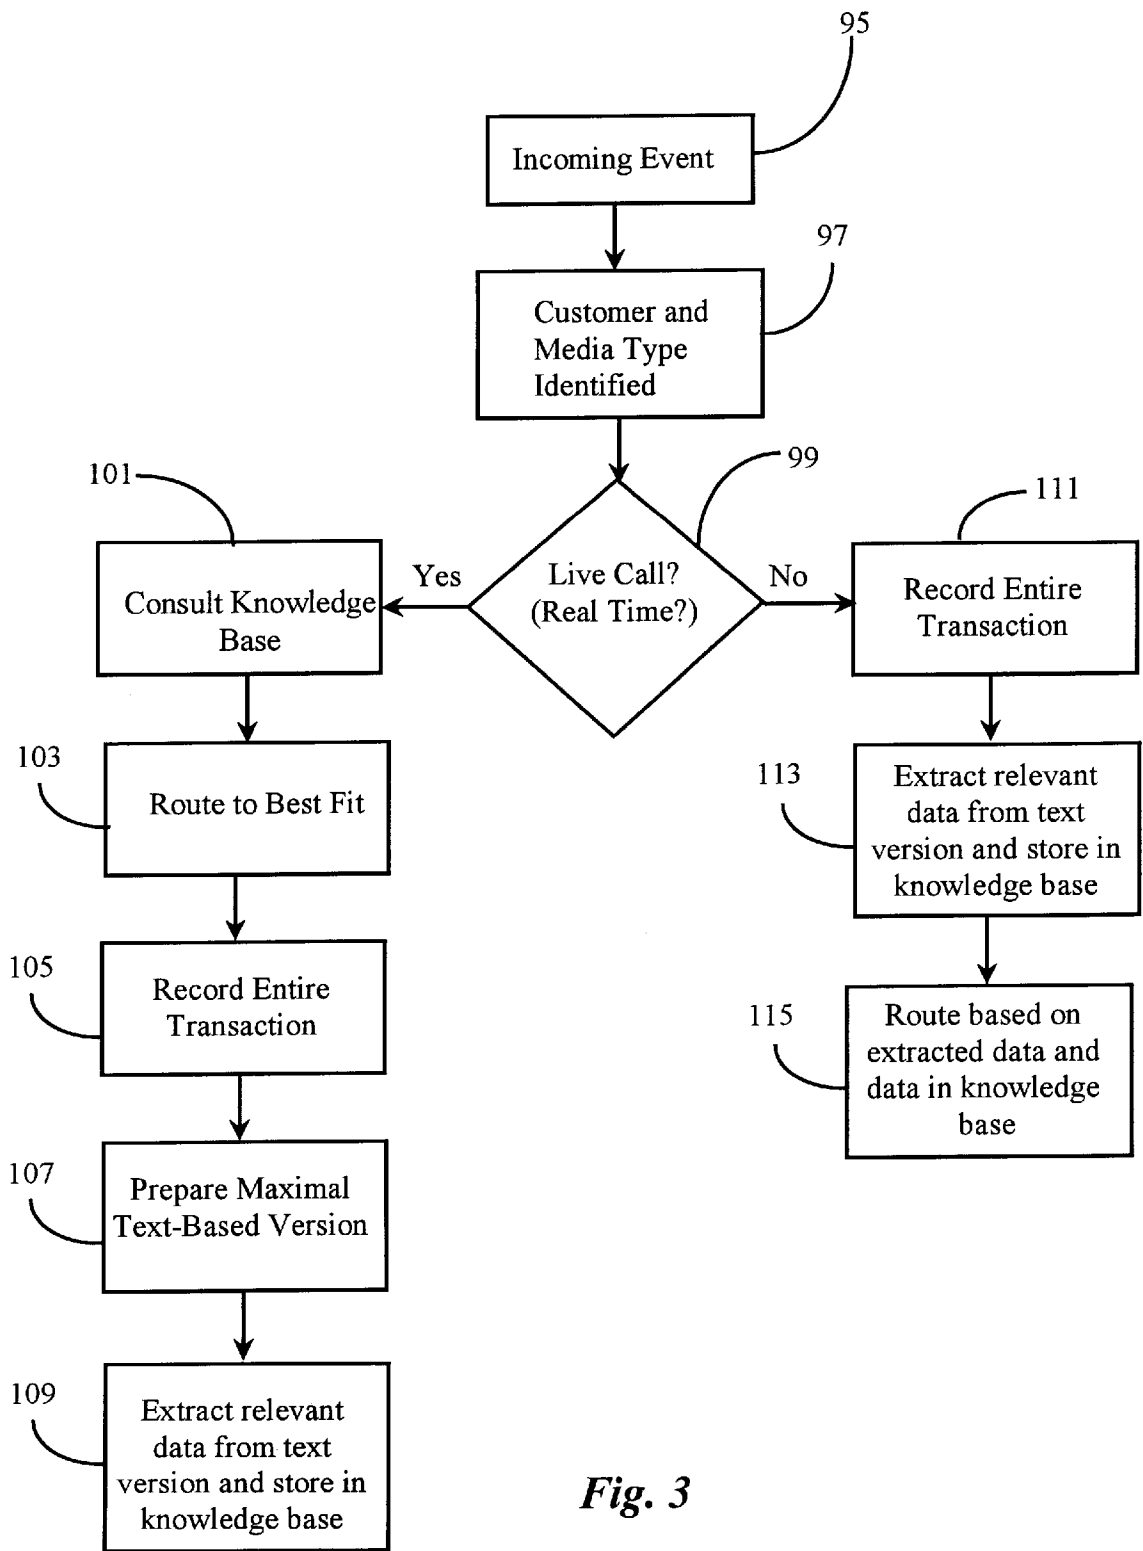 95
Incoming Event
97
Customer and
Media Type
Identified
99
Live Call?
(Real Time?)
Yes
No
101
Consult Knowledge
Base
103
Route to Best Fit
105
Record Entire
Transaction
107
Prepare Maximal
Text-Based Version
109
Extract relevant
data from text
version and store in
knowledge base
111
Record Entire
Transaction
113
Extract relevant
data from text
version and store in
knowledge base
115
Route based on
extracted data and
data in knowledge
base
Fig. 3